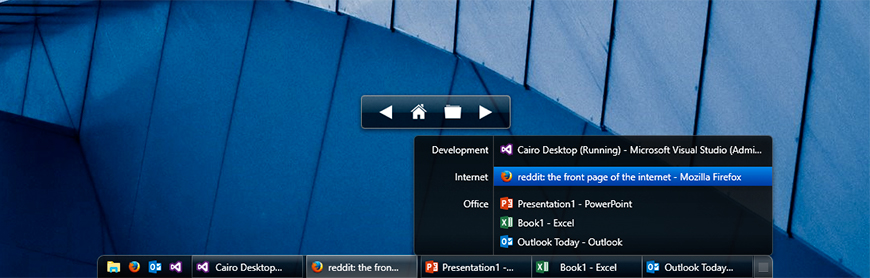 Development Cairo Desktop (Running) - Microsoft Visual Studio (Admi...
Internet reddit: the front page of the internet - Mozilla Firefox
Office Presentation1 - PowerPoint
Book1 - Excel
Outlook Today - Outlook
Cairo Desktop... reddit: the fron... Presentation1 -... Book1 - Excel Outlook Today...